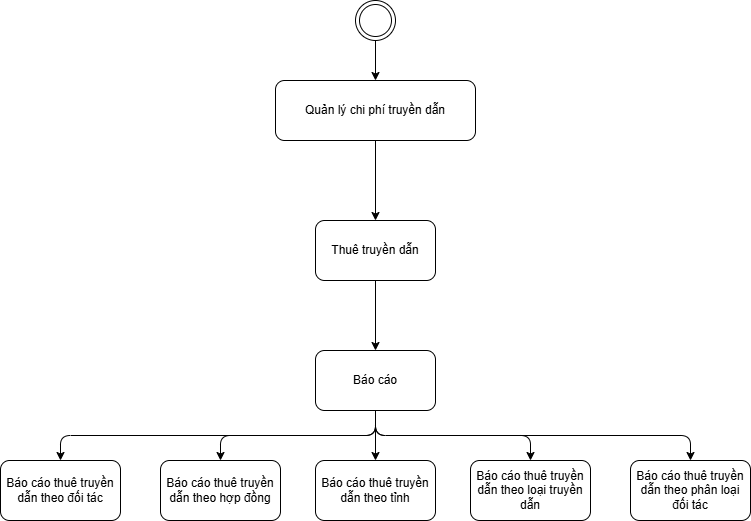 Quản lý chi phí truyền dẫn
Thuê truyền dẫn
Báo cáo
Báo cáo thuê truyền
dẫn theo đối tác
Báo cáo thuê truyền
dẫn theo hợp đồng
Báo cáo thuê truyền
dẫn theo tỉnh
Báo cáo thuê truyền
dẫn theo loại truyền
dẫn
Báo cáo thuê truyền
dẫn theo phân loại
đối tác